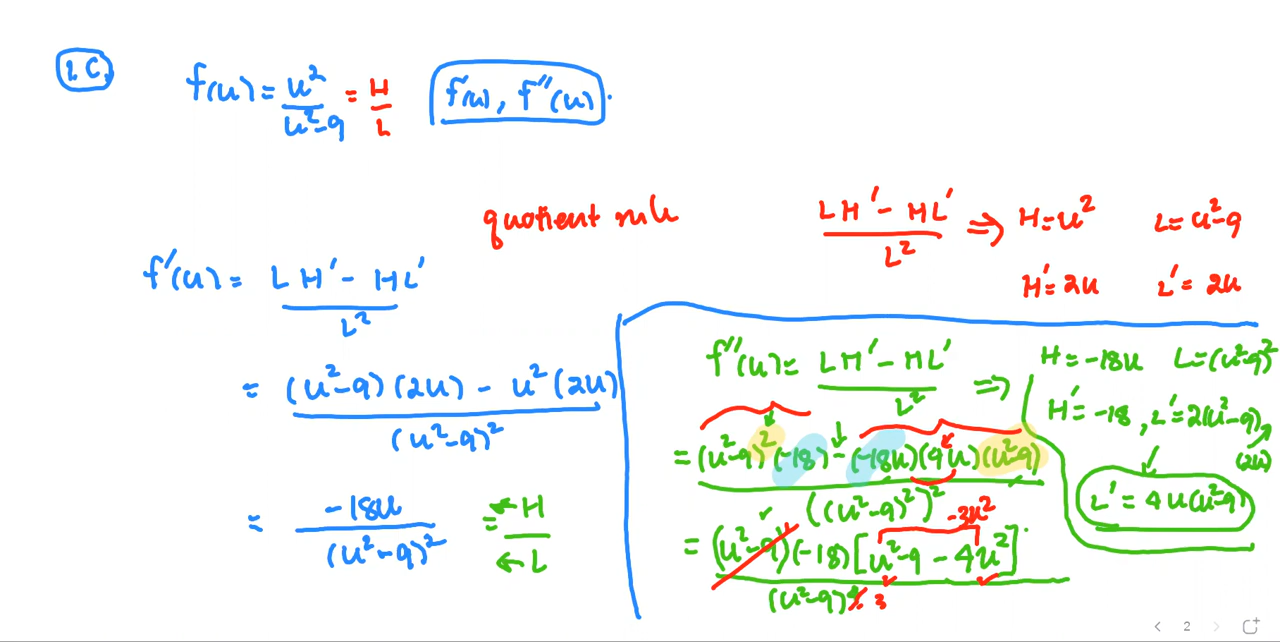 1.C. f(u) = u²/(u²-9) = H/L f'(u), f''(u).
quotient rule (LH' - HL')/L² ⇒ H = u² L = u²-9
H' = 2u L' = 2u
f'(u) = (LH' - HL')/L²
= ((u²-9)(2u) - u²(2u))/(u²-9)²
= -18u/(u²-9)² = ← H / ← L
f''(u) = (LH' - HL')/L² ⇒ H = -18u L = (u²-9)²
H' = -18, L' = 2(u²-9)
(2u)
L' = 4u(u²-9)
= ((u²-9)²(-18) - (-18u)(4u)(u²-9))/((u²-9)²)²
-3u²
= (u²-9)(-18)[u²-9-4u²]/(u²-9)⁴ 3
2